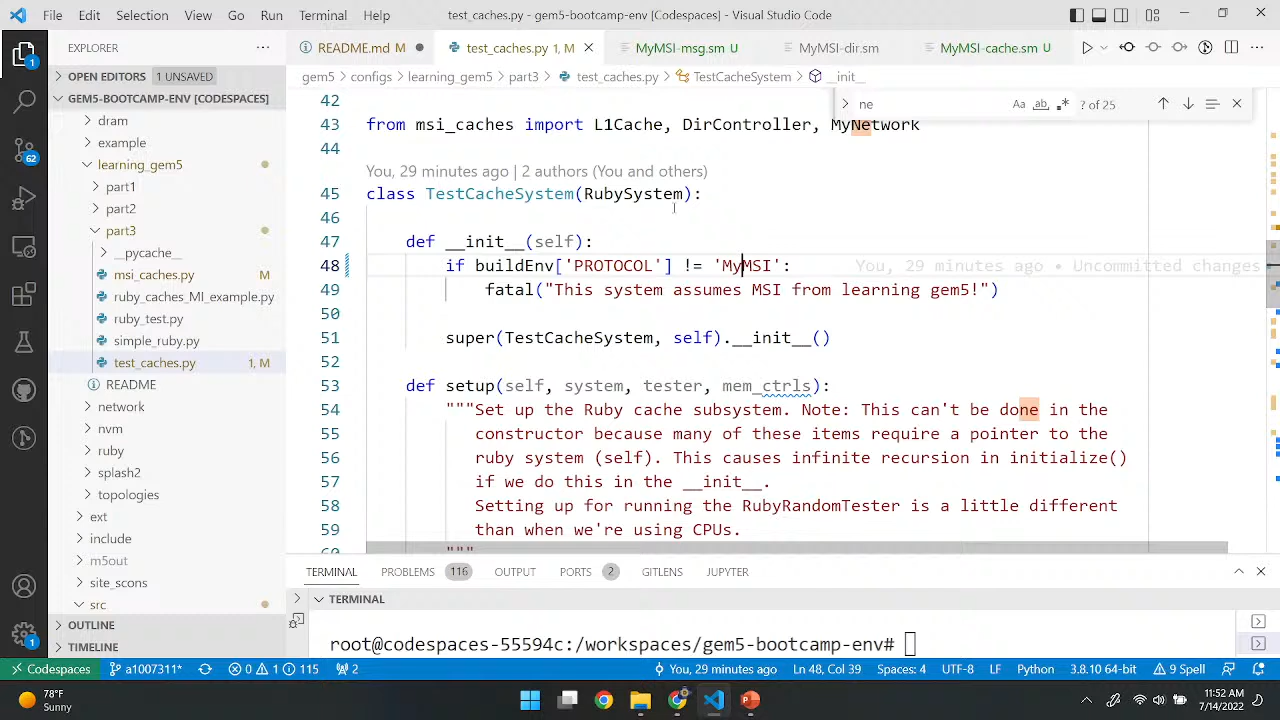 File Edit Selection View Go Run Terminal Help test_caches.py - gem5-bootcamp-env [Codespaces] - Visual Studio Code
EXPLORER ···
README.md M ●
test_caches.py 1, M ×
MyMSI-msg.sm U
MyMSI-dir.sm
MyMSI-cache.sm U
1
OPEN EDITORS 1 UNSAVED
gem5 > configs > learning_gem5 > part3 > test_caches.py > TestCacheSystem > __init__
GEM5-BOOTCAMP-ENV [CODESPACES]
ne Aa ab ? of 25
dram
example
learning_gem5
part1
part2
part3
__pycache__
msi_caches.py M
ruby_caches_MI_example.py
ruby_test.py
simple_ruby.py
test_caches.py 1, M
README
network
nvm
ruby
splash2
topologies
ext
include
m5out
site_scons
src
OUTLINE
TIMELINE
62
1
42
43 from msi_caches import L1Cache, DirController, MyNetwork
44
You, 29 minutes ago | 2 authors (You and others)
45 class TestCacheSystem(RubySystem):
46
47 def __init__(self):
48 if buildEnv['PROTOCOL'] != 'MyMSI': You, 29 minutes ago • Uncommitted changes
49 fatal("This system assumes MSI from learning gem5!")
50
51 super(TestCacheSystem, self).__init__()
52
53 def setup(self, system, tester, mem_ctrls):
54 """Set up the Ruby cache subsystem. Note: This can't be done in the
55 constructor because many of these items require a pointer to the
56 ruby system (self). This causes infinite recursion in initialize()
57 if we do this in the __init__.
58 Setting up for running the RubyRandomTester is a little different
59 than when we're using CPUs.
60 """
TERMINAL PROBLEMS 116 OUTPUT PORTS 2 GITLENS JUPYTER
TERMINAL
root@codespaces-55594c:/workspaces/gem5-bootcamp-env#
Codespaces a1007311* 0 1 115 2 You, 29 minutes ago Ln 48, Col 39 Spaces: 4 UTF-8 LF Python 3.8.10 64-bit 9 Spell
78°F
Sunny
11:52 AM
7/14/2022